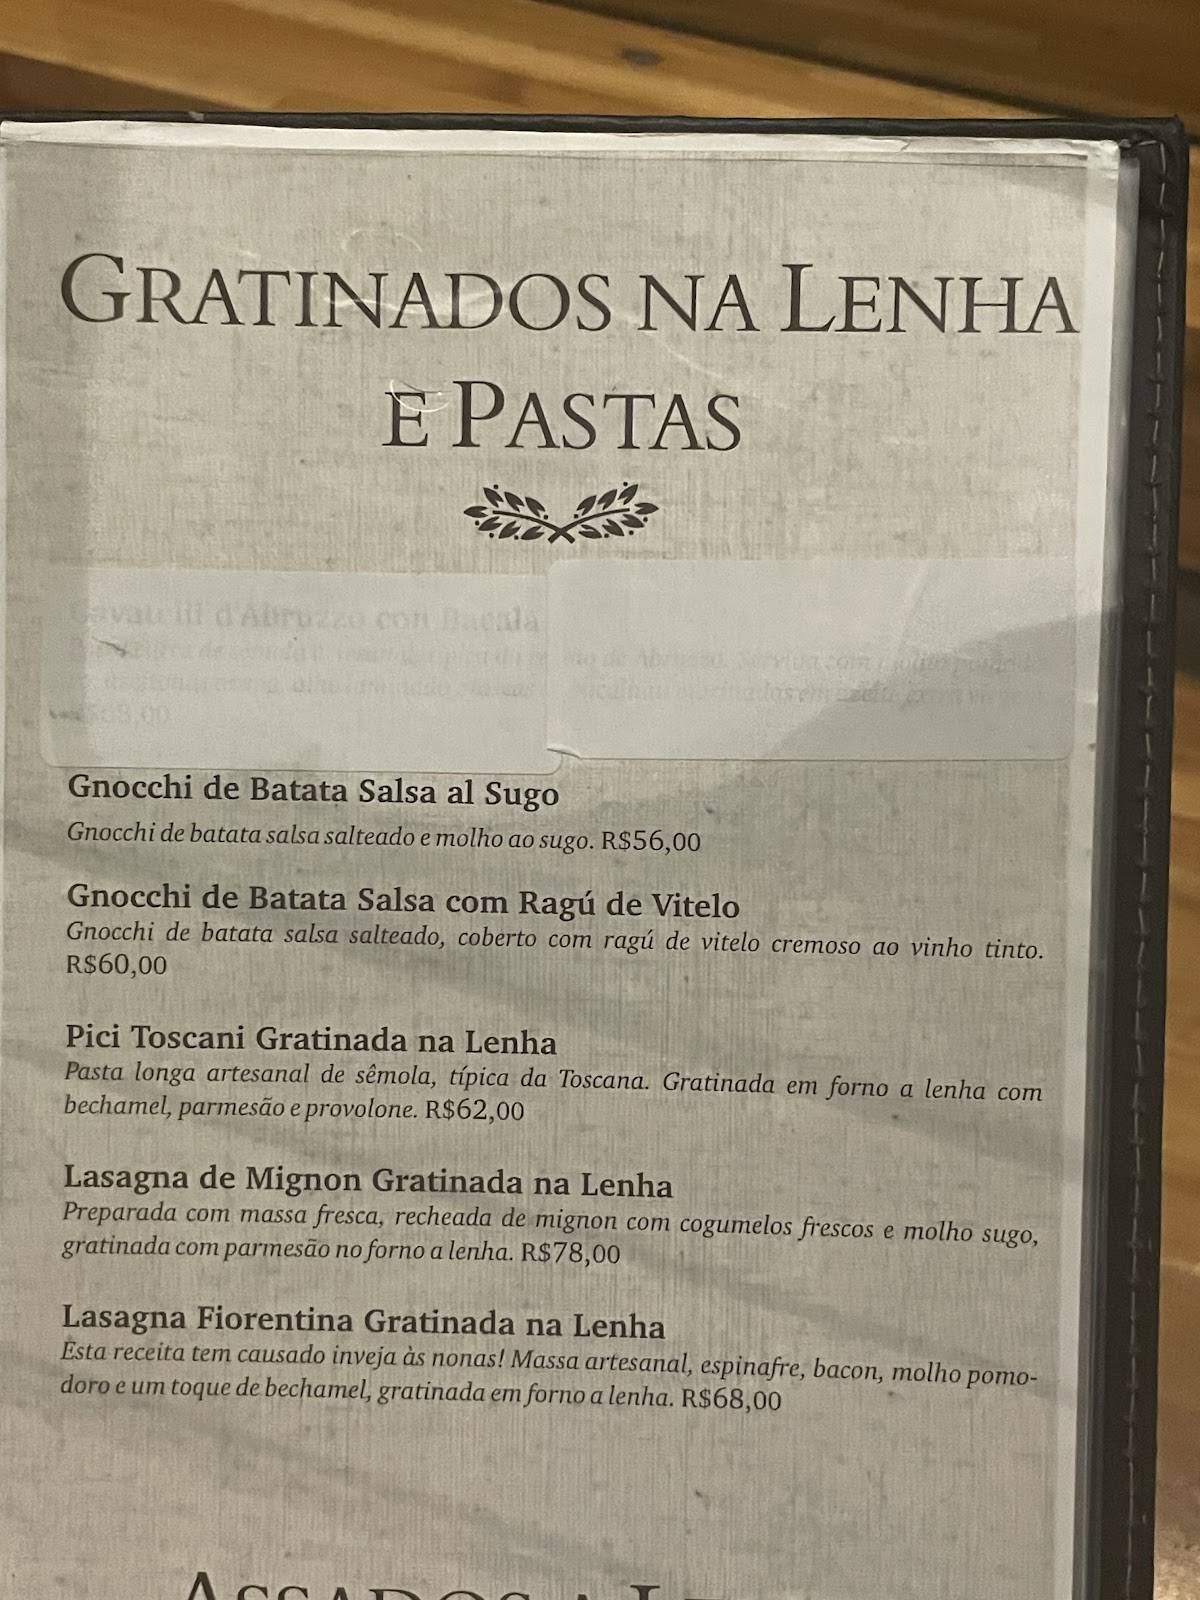 GRATINADOS NA LENHA
E PASTAS
d'Abruzzo con
Gnocchi de Batata Salsa al Sugo
Gnocchi de batata salsa salteado e molho ao sugo. R$56,00
Gnocchi de Batata Salsa com Ragú de Vitelo
Gnocchi de batata salsa salteado, coberto com ragú de vitelo cremoso ao vinho tinto.
R$60,00
Pici Toscani Gratinada na Lenha
Pasta longa artesanal de sêmola, típica da Toscana. Gratinada em forno a lenha com
bechamel, parmesão e provolone. R$62,00
Lasagna de Mignon Gratinada na Lenha
Preparada com massa fresca, recheada de mignon com cogumelos frescos e molho sugo,
gratinada com parmesão no forno a lenha. R$78,00
Lasagna Fiorentina Gratinada na Lenha
Esta receita tem causado inveja às nonas! Massa artesanal, espinafre, bacon, molho pomo-
doro e um toque de bechamel, gratinada em forno a lenha. R$68,00
ASSADOS